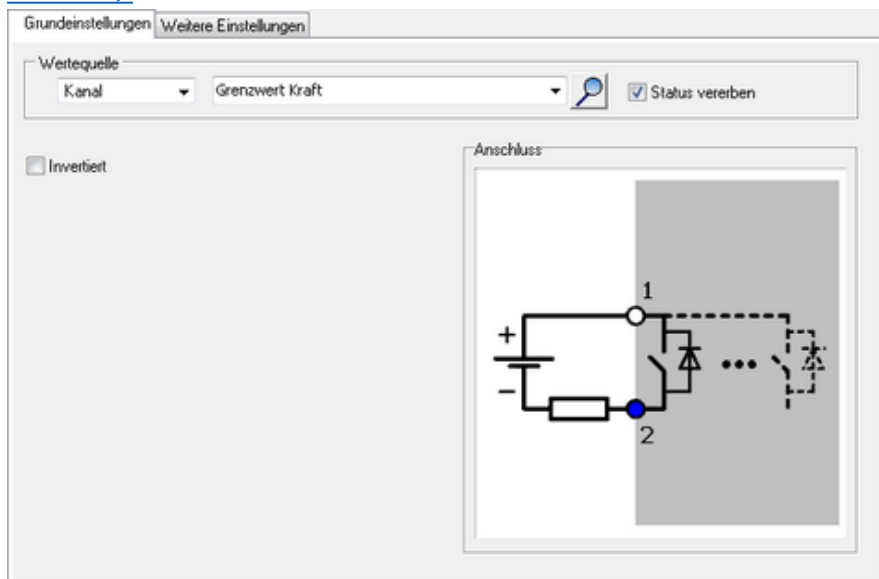 Grundeinstellungen Weitere Einstellungen
Wertequelle
Kanal Grenzwert Kraft Status vererben
Invertiert
Anschluss
1
+
−
2